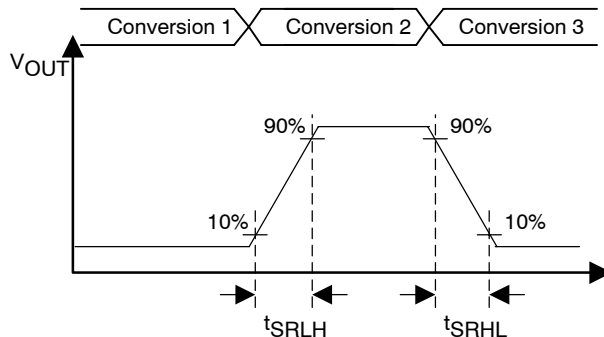 Conversion 1 Conversion 2 Conversion 3
VOUT
90% 90%
10% 10%
tSRLH tSRHL